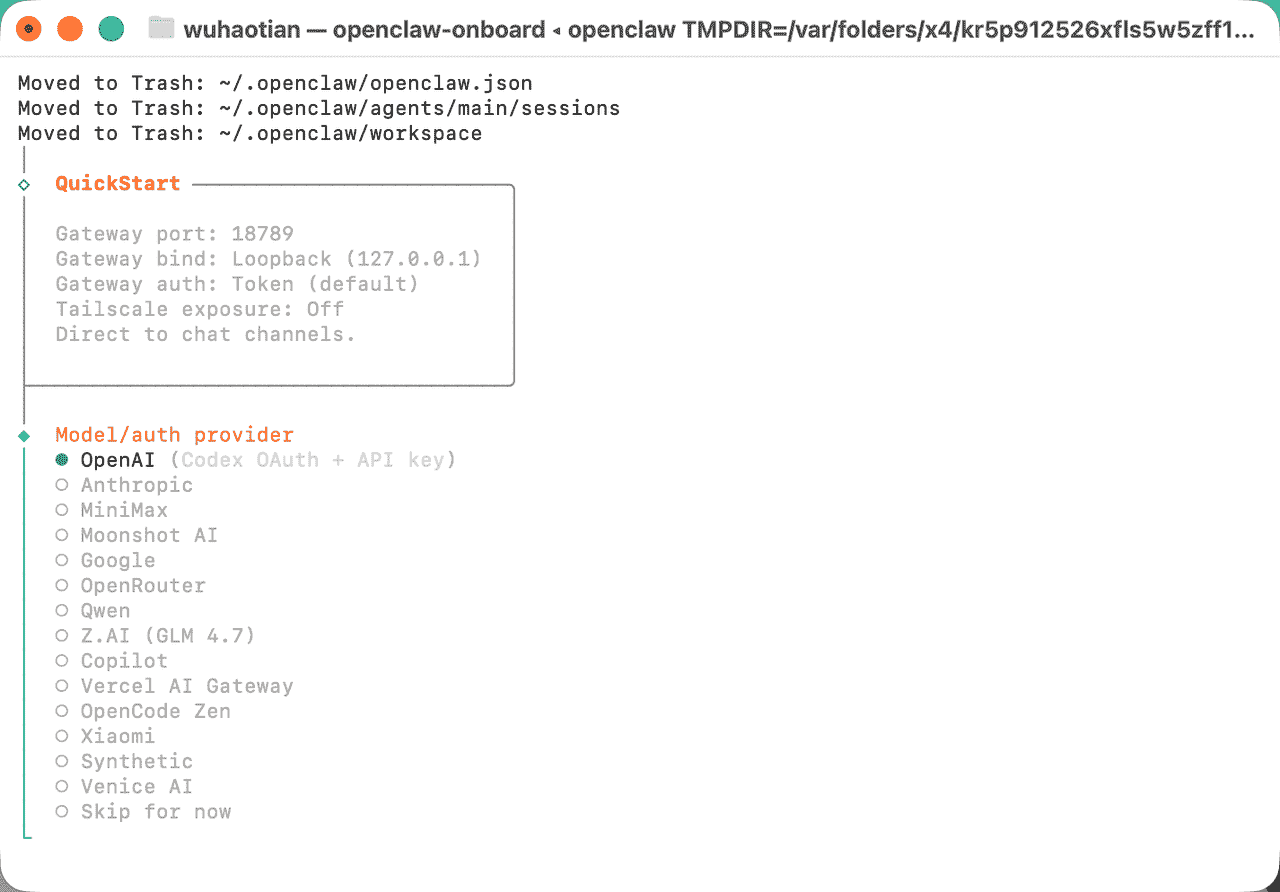 wuhaotian — openclaw-onboard ◂ openclaw TMPDIR=/var/folders/x4/kr5p912526xfls5w5zff1...
Moved to Trash: ~/.openclaw/openclaw.json
Moved to Trash: ~/.openclaw/agents/main/sessions
Moved to Trash: ~/.openclaw/workspace
QuickStart
Gateway port: 18789
Gateway bind: Loopback (127.0.0.1)
Gateway auth: Token (default)
Tailscale exposure: Off
Direct to chat channels.
Model/auth provider
OpenAI (Codex OAuth + API key)
Anthropic
MiniMax
Moonshot AI
Google
OpenRouter
Qwen
Z.AI (GLM 4.7)
Copilot
Vercel AI Gateway
OpenCode Zen
Xiaomi
Synthetic
Venice AI
Skip for now